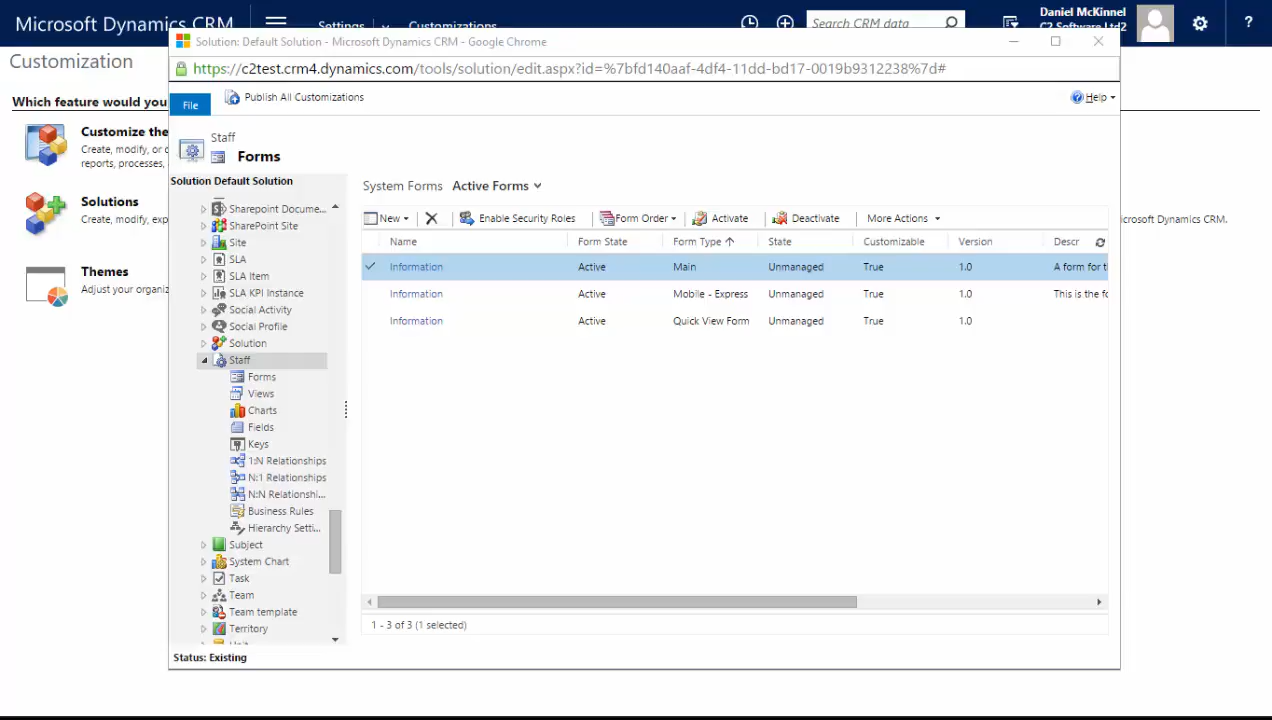 Microsoft Dynamics CRM
Settings
Customizations
Search CRM data
Daniel McKinnel
C2 Software Ltd2
?
Customization
Which feature would you
Customize the
Create, modify, or
reports, processes,
Solutions
Create, modify, exp
Themes
Adjust your organiz
icrosoft Dynamics CRM.
Solution: Default Solution - Microsoft Dynamics CRM - Google Chrome
https://c2test.crm4.dynamics.com/tools/solution/edit.aspx?id=%7bfd140aaf-4df4-11dd-bd17-0019b9312238%7d#
File
Publish All Customizations
Help
Staff
Forms
Solution Default Solution
Sharepoint Docume...
SharePoint Site
Site
SLA
SLA Item
SLA KPI Instance
Social Activity
Social Profile
Solution
Staff
Forms
Views
Charts
Fields
Keys
1:N Relationships
N:1 Relationships
N:N Relationshi...
Business Rules
Hierarchy Setti...
Subject
System Chart
Task
Team
Team template
Territory
System Forms Active Forms
New Enable Security Roles Form Order Activate Deactivate More Actions
Name Form State Form Type State Customizable Version Descr
Information Active Main Unmanaged True 1.0 A form for t
Information Active Mobile - Express Unmanaged True 1.0 This is the fo
Information Active Quick View Form Unmanaged True 1.0
1 - 3 of 3 (1 selected)
Status: Existing